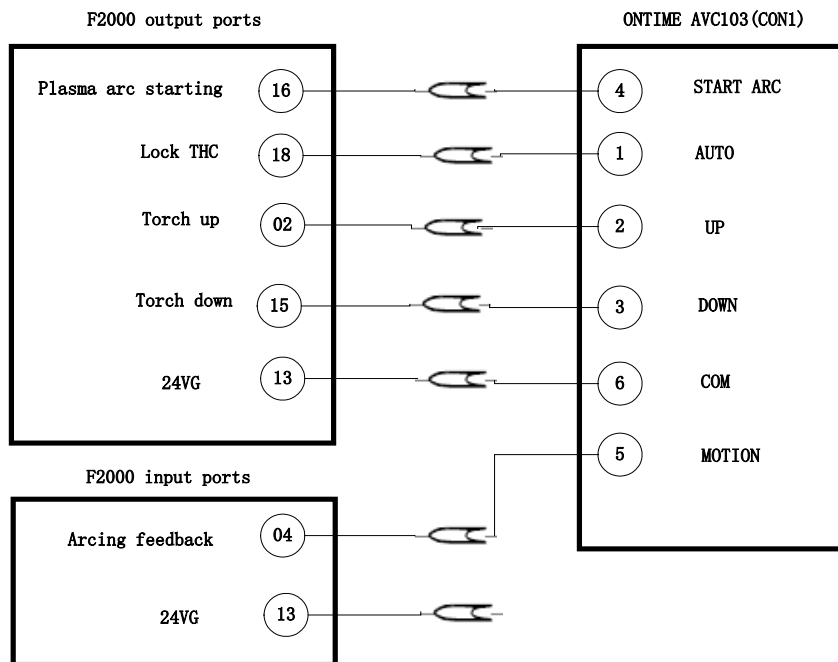 F2000 output ports
ONTIME AVC103(CON1)
Plasma arc starting 16 4 START ARC
Lock THC 18 1 AUTO
Torch up 02 2 UP
Torch down 15 3 DOWN
24VG 13 6 COM
5 MOTION
F2000 input ports
Arcing feedback 04
24VG 13